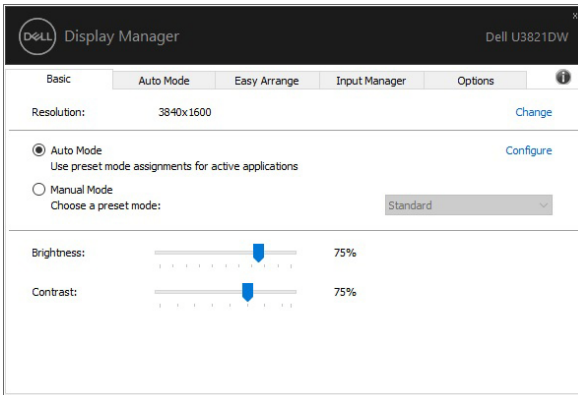 DELL Display Manager Dell U3821DW
Basic Auto Mode Easy Arrange Input Manager Options
Resolution: 3840x1600 Change
Auto Mode Configure
Use preset mode assignments for active applications
Manual Mode
Choose a preset mode: Standard
Brightness: 75%
Contrast: 75%